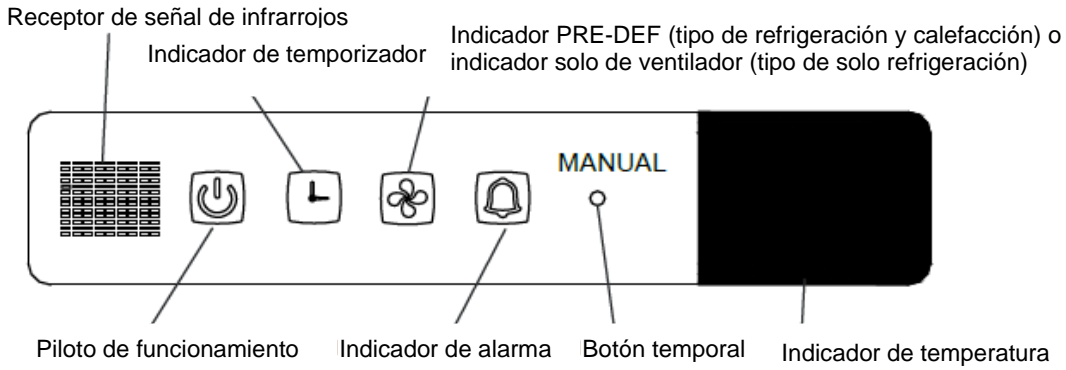 Receptor de señal de infrarrojos
Indicador de temporizador
Indicador PRE-DEF (tipo de refrigeración y calefacción) o
indicador solo de ventilador (tipo de solo refrigeración)
MANUAL
Piloto de funcionamiento
Indicador de alarma
Botón temporal
Indicador de temperatura